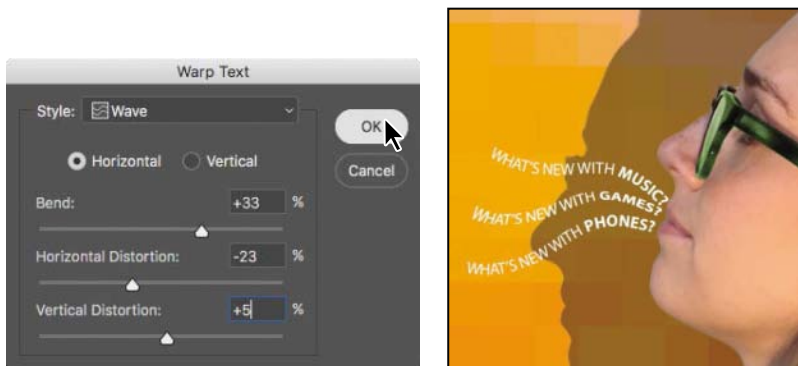 Warp Text
Style: Wave
Horizontal Vertical
Bend: +33 %
Horizontal Distortion: -23 %
Vertical Distortion: +5 %
OK
Cancel
WHAT'S NEW WITH MUSIC?
WHAT'S NEW WITH GAMES?
WHAT'S NEW WITH PHONES?